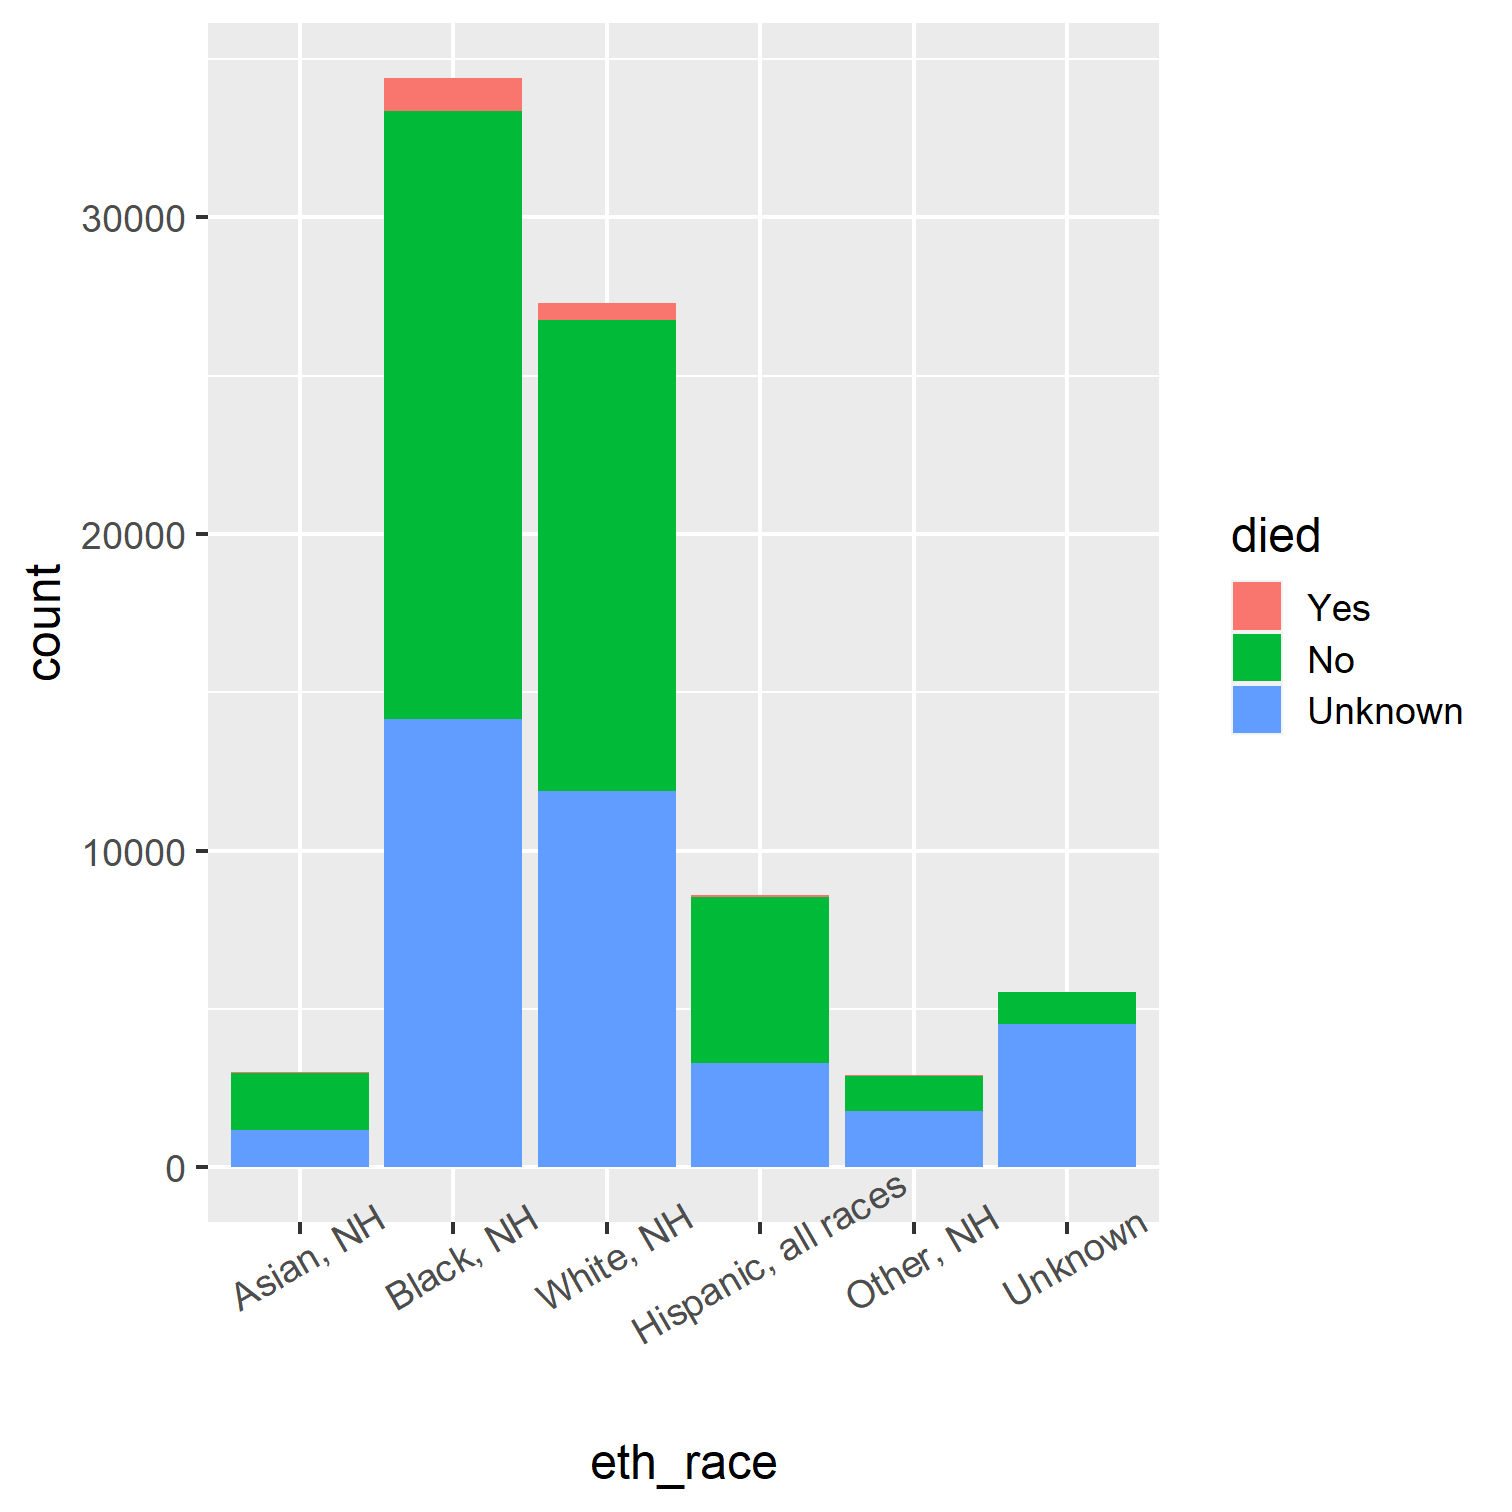 count
30000
20000
10000
0
Asian, NH
Black, NH
White, NH
Hispanic, all races
Other, NH
Unknown
eth_race
died
Yes
No
Unknown